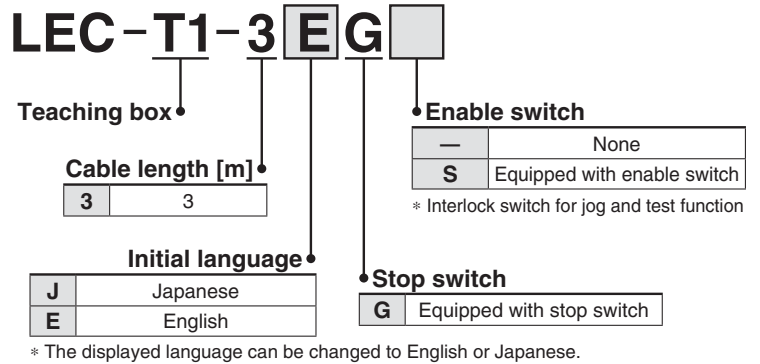 LEC-T1-3EG
Teaching box
Cable length [m]
3 3
Initial language
J Japanese
E English
* The displayed language can be changed to English or Japanese.
Enable switch
— None
S Equipped with enable switch
* Interlock switch for jog and test function
Stop switch
G Equipped with stop switch